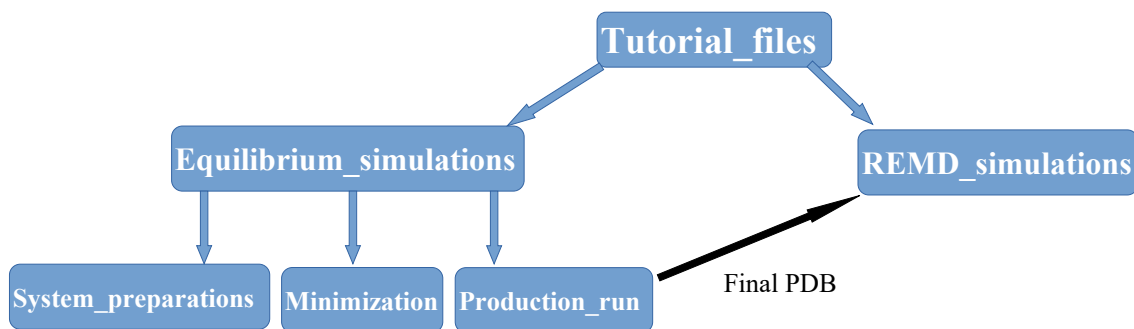 Tutorial_files
Equilibrium_simulations
REMD_simulations
System_preparations
Minimization
Production_run
Final PDB